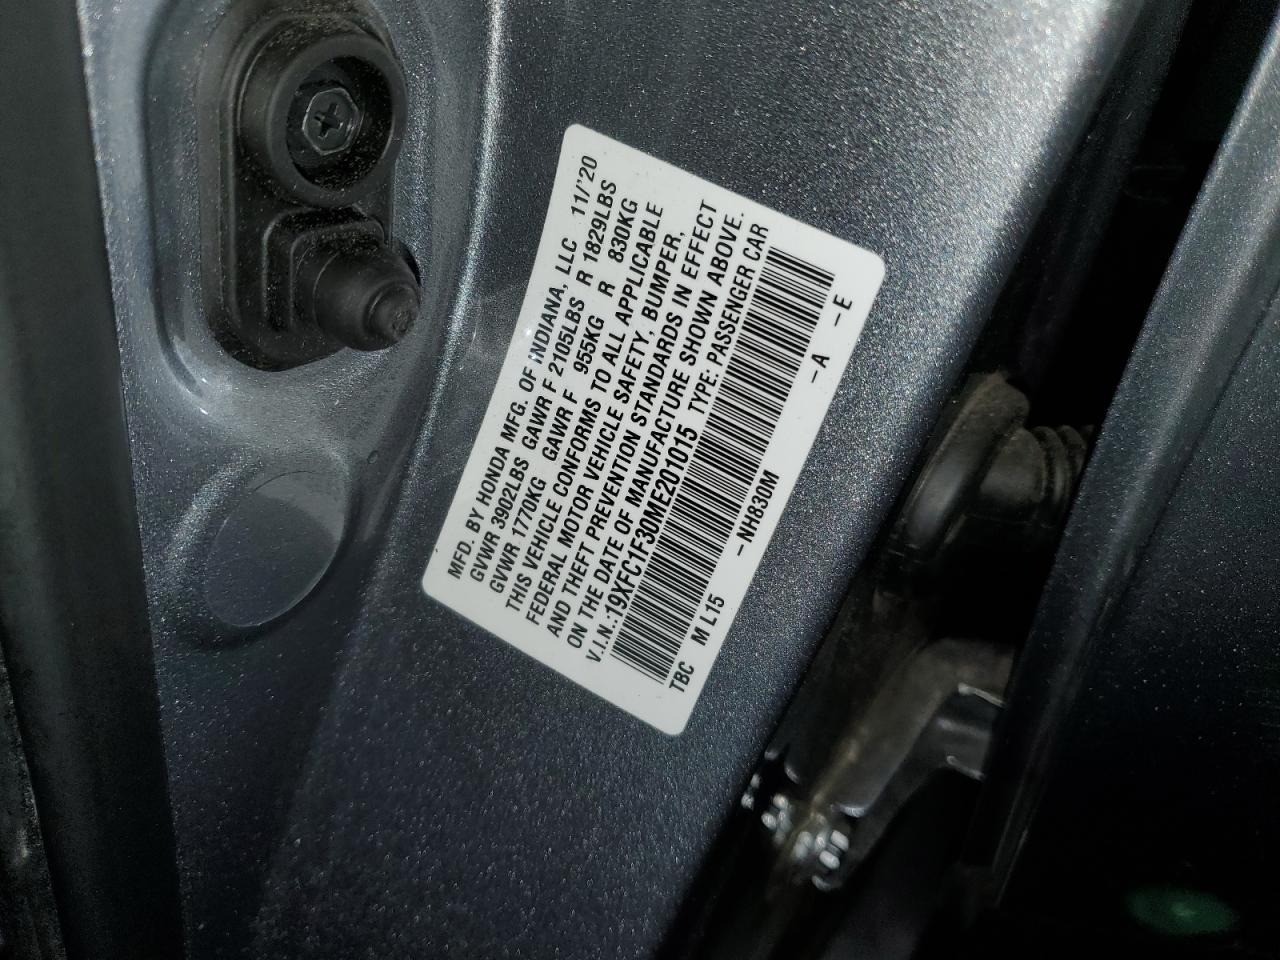 MFD. BY HONDA MFG. OF INDIANA, LLC 11/'20
GVWR 3902LBS GAWR F 2105LBS R 1829LBS
GVWR 1770KG GAWR F 955KG R 830KG
THIS VEHICLE CONFORMS TO ALL APPLICABLE
FEDERAL MOTOR VEHICLE SAFETY, BUMPER,
AND THEFT PREVENTION STANDARDS IN EFFECT
ON THE DATE OF MANUFACTURE SHOWN ABOVE.
V.I.N.:19XFC1F30ME201015 TYPE: PASSENGER CAR
TBC M L15 -NH830M -A -E